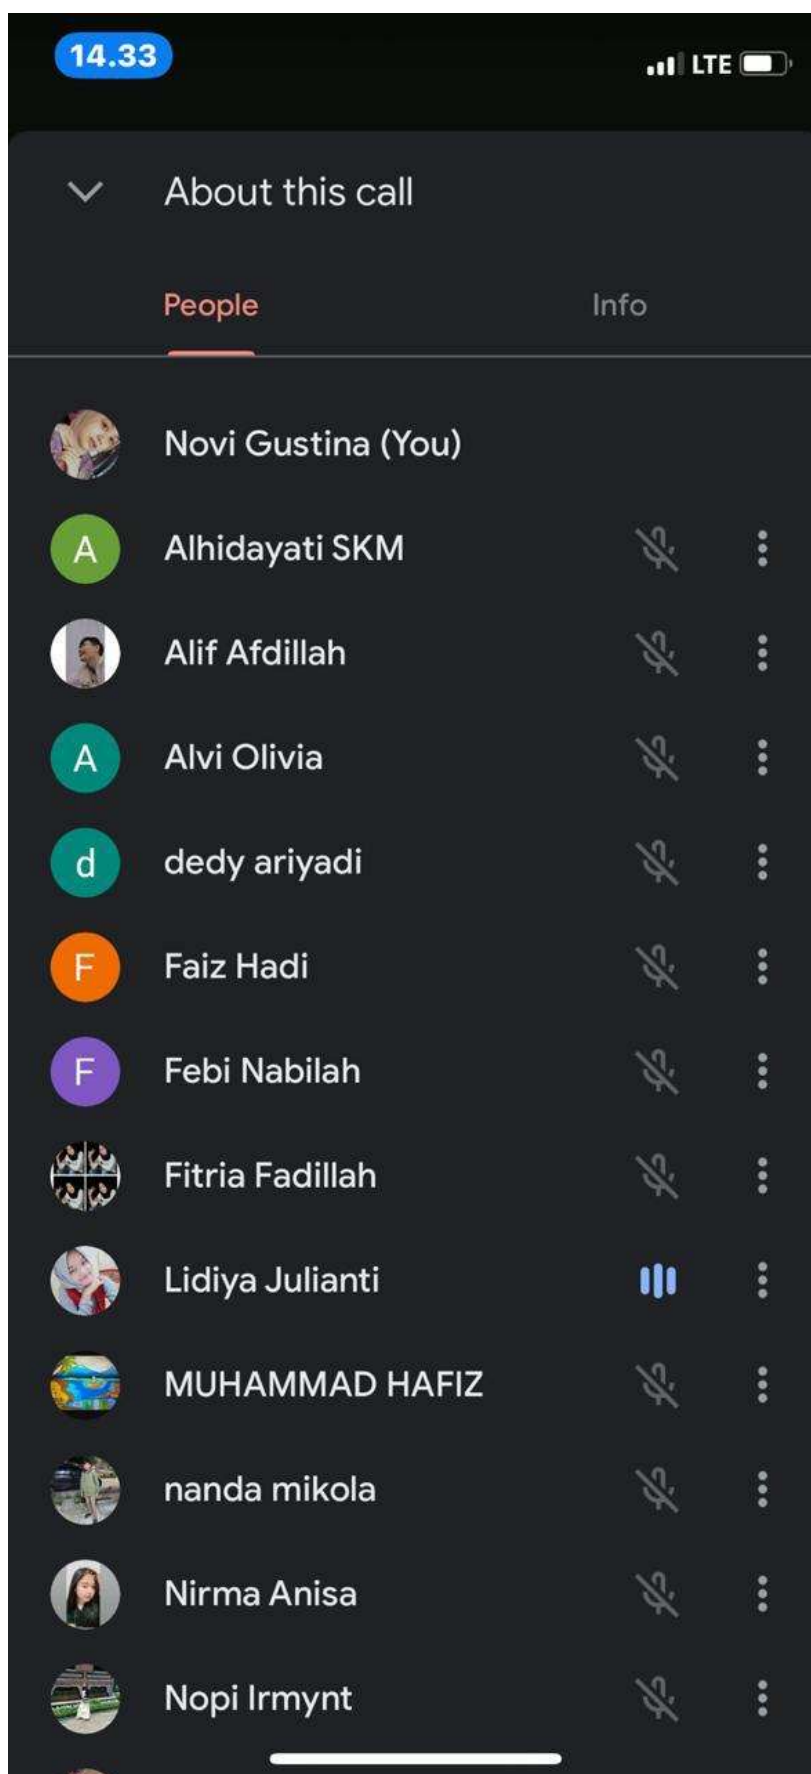 14.33
LTE
About this call
People Info
Novi Gustina (You)
A Alhidayati SKM
Alif Afdillah
A Alvi Olivia
d dedy ariyadi
F Faiz Hadi
F Febi Nabilah
Fitria Fadillah
Lidiya Julianti
MUHAMMAD HAFIZ
nanda mikola
Nirma Anisa
Nopi Irmynt